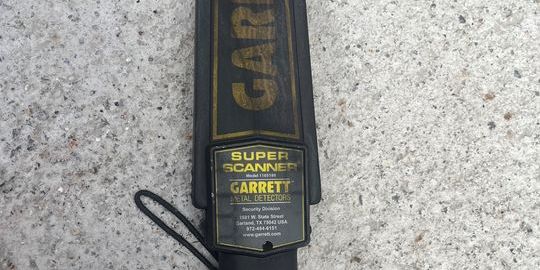 GARR
SUPER
SCANNER
Model 1165180
GARRETT
METAL DETECTORS
Security Division
1881 W. State Street
Garland, TX 75042 USA
972-494-6151
www.garrett.com